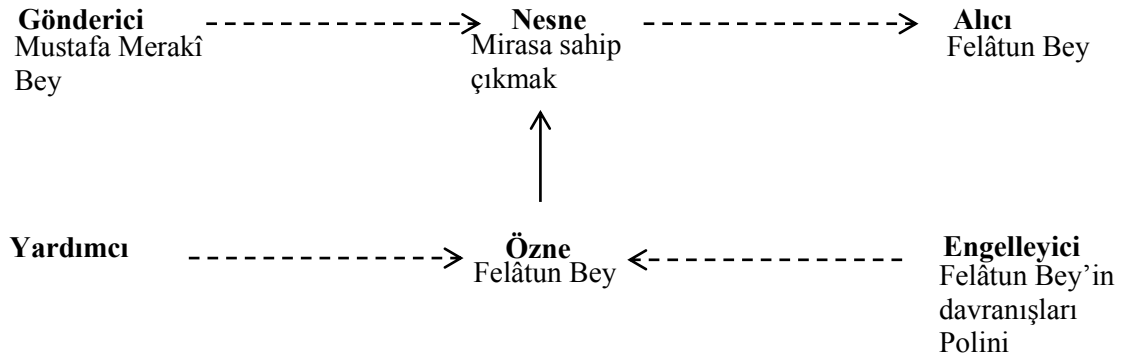 Gönderici
Mustafa Merakî
Bey
Nesne
Mirasa sahip
çıkmak
Alıcı
Felâtun Bey
Yardımcı
Özne
Felâtun Bey
Engelleyici
Felâtun Bey’in
davranışları
Polini